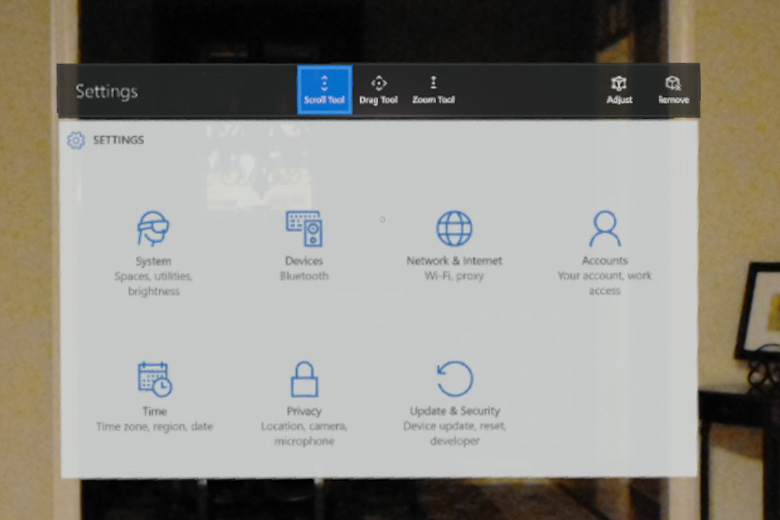 Settings
Scroll Tool
Drag Tool
Zoom Tool
Adjust
Remove
SETTINGS
System
Spaces, utilities,
brightness
Devices
Bluetooth
Network & Internet
Wi-Fi, proxy
Accounts
Your account, work
access
Time
Time zone, region, date
Privacy
Location, camera,
microphone
Update & Security
Device update, reset,
developer